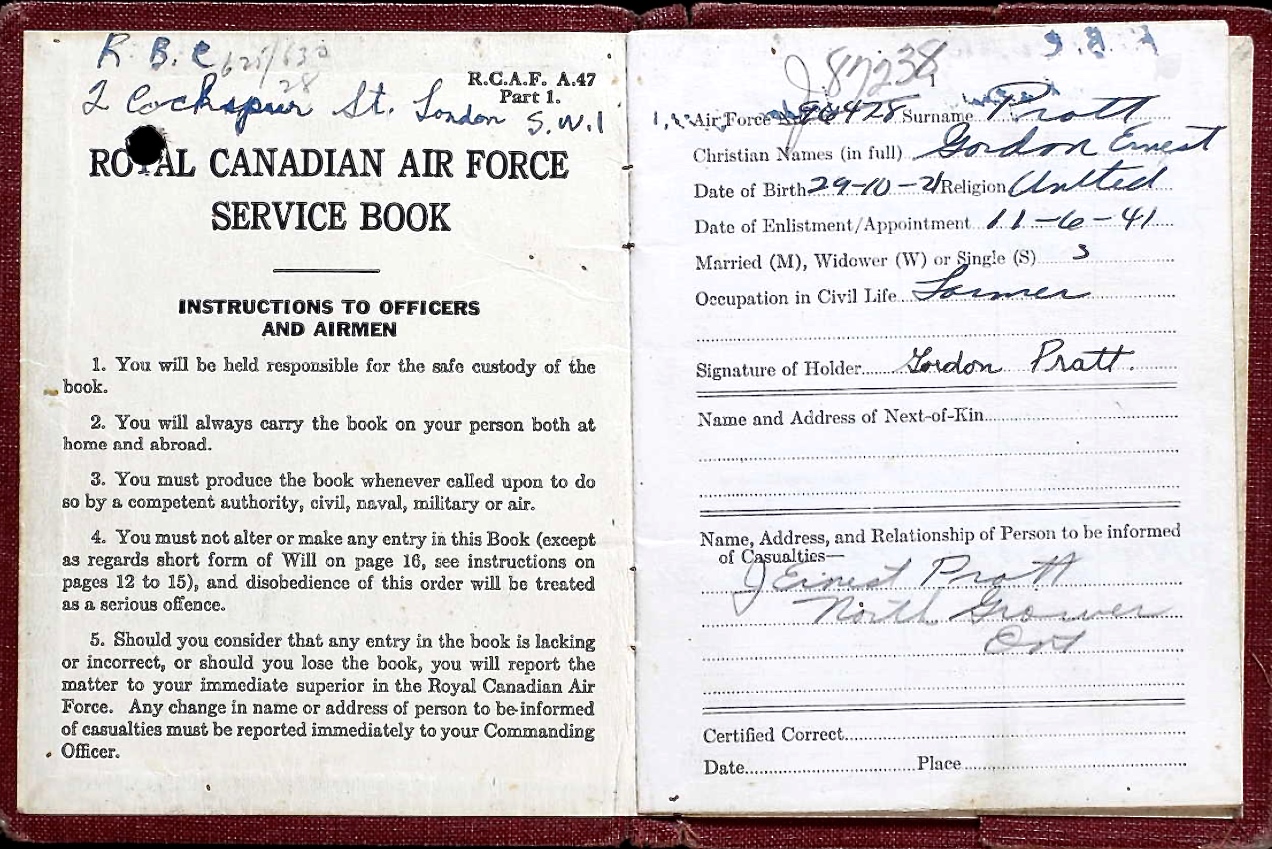 R. B. C 625/630
28
2 Cockspur St. London
S.W.1
R.C.A.F. A.47
Part 1.
ROYAL CANADIAN AIR FORCE
SERVICE BOOK
INSTRUCTIONS TO OFFICERS
AND AIRMEN
1. You will be held responsible for the safe custody of the
book.
2. You will always carry the book on your person both at
home and abroad.
3. You must produce the book whenever called upon to do
so by a competent authority, civil, naval, military or air.
4. You must not alter or make any entry in this Book (except
as regards short form of Will on page 16, see instructions on
pages 12 to 15), and disobedience of this order will be treated
as a serious offence.
5. Should you consider that any entry in the book is lacking
or incorrect, or should you lose the book, you will report the
matter to your immediate superior in the Royal Canadian Air
Force. Any change in name or address of person to be informed
of casualties must be reported immediately to your Commanding
Officer.
J 87238
Air Force Surname Pratt
Christian Names (in full) Gordon Ernest
Date of Birth 29-10-21 Religion United
Date of Enlistment/Appointment 11-6-41
Married (M), Widower (W) or Single (S) S
Occupation in Civil Life Farmer
Signature of Holder Gordon Pratt.
Name and Address of Next-of-Kin
Name, Address, and Relationship of Person to be informed
of Casualties—
J Ernest Pratt
North Grower
Ont
Certified Correct
Date Place